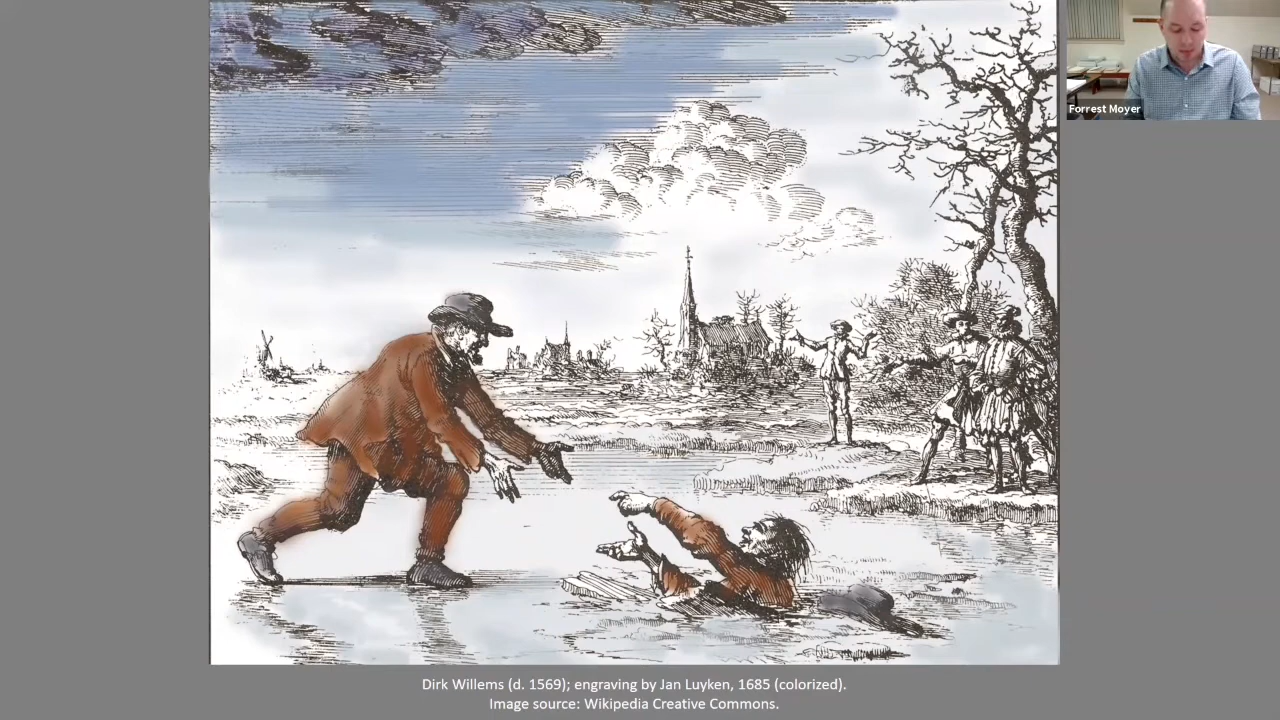 Forrest Moyer
Dirk Willems (d. 1569); engraving by Jan Luyken, 1685 (colorized).
Image source: Wikipedia Creative Commons.